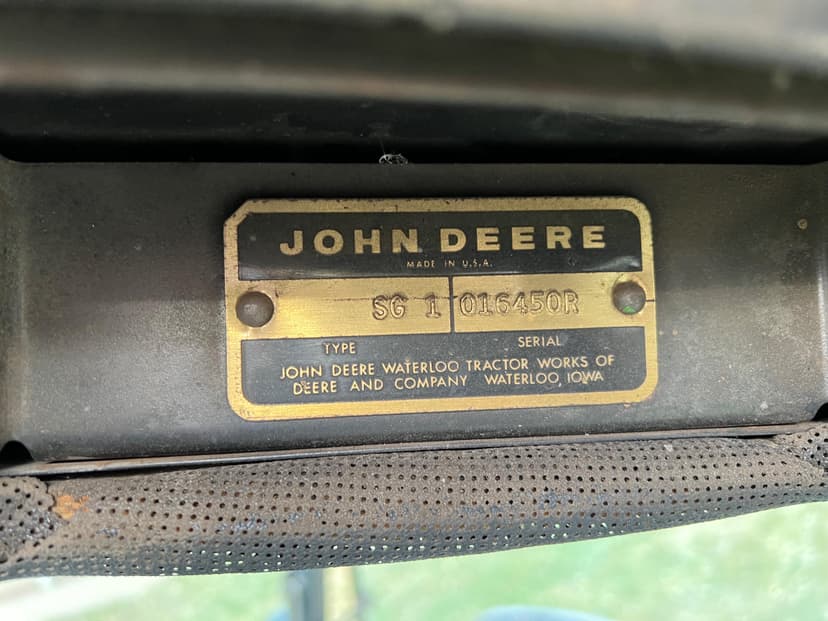 JOHN DEERE
MADE IN U.S.A.
SG 1 016450R
TYPE SERIAL
JOHN DEERE WATERLOO TRACTOR WORKS OF
DEERE AND COMPANY WATERLOO, IOWA